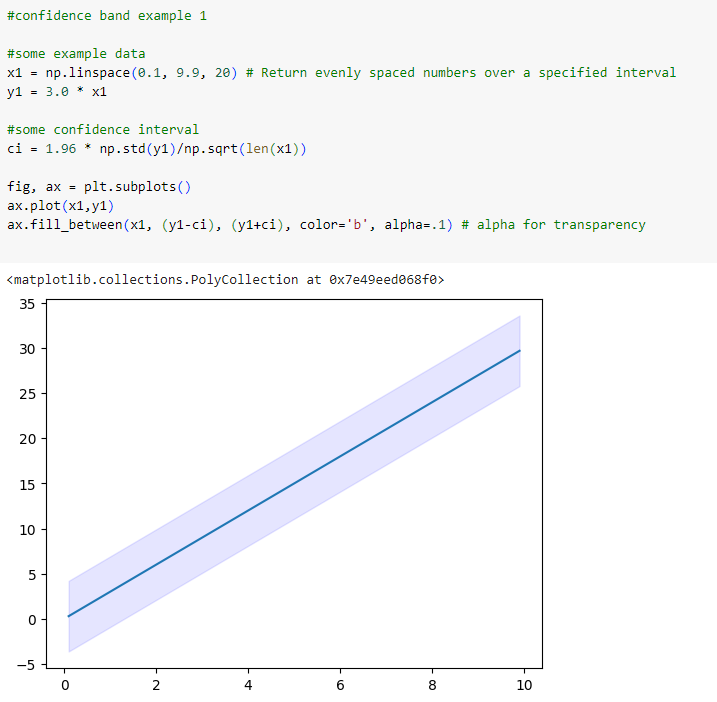 #confidence band example 1
#some example data
x1 = np.linspace(0.1, 9.9, 20) # Return evenly spaced numbers over a specified interval
y1 = 3.0 * x1
#some confidence interval
ci = 1.96 * np.std(y1)/np.sqrt(len(x1))
fig, ax = plt.subplots()
ax.plot(x1,y1)
ax.fill_between(x1, (y1-ci), (y1+ci), color='b', alpha=.1) # alpha for transparency
<matplotlib.collections.PolyCollection at 0x7e49eed068f0>
35
30
25
20
15
10
5
0
−5
0 2 4 6 8 10